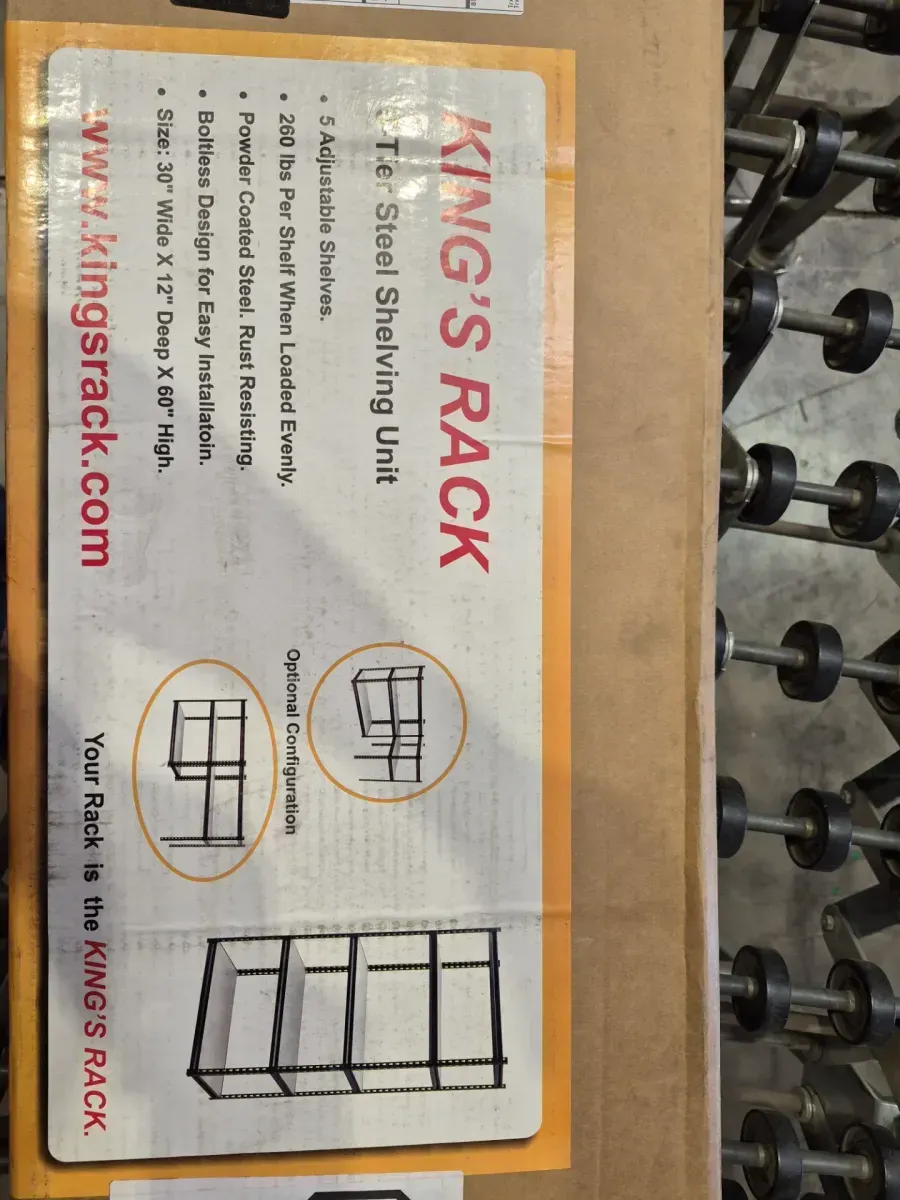 KING'S RACK
Tier Steel Shelving Unit
• 5 Adjustable Shelves.
• 260 lbs Per Shelf When Loaded Evenly.
• Powder Coated Steel. Rust Resisting.
• Boltless Design for Easy Installatoin.
• Size: 30" Wide X 12" Deep X 60" High.
www.kingsrack.com
Optional Configuration
Your Rack is the KING'S RACK.